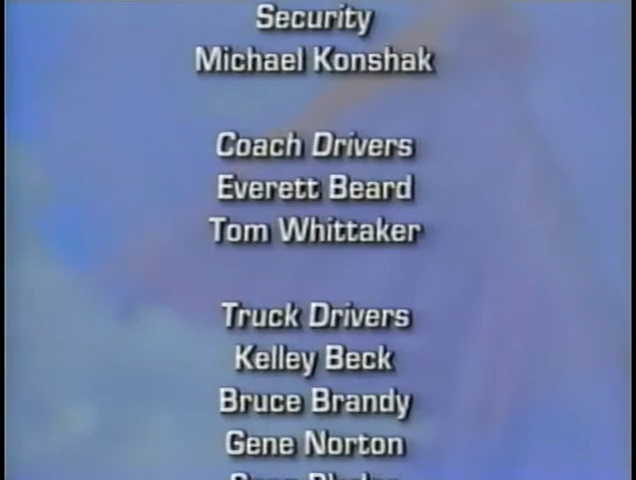 Security
Michael Konshak
Coach Drivers
Everett Beard
Tom Whittaker
Truck Drivers
Kelley Beck
Bruce Brandy
Gene Norton